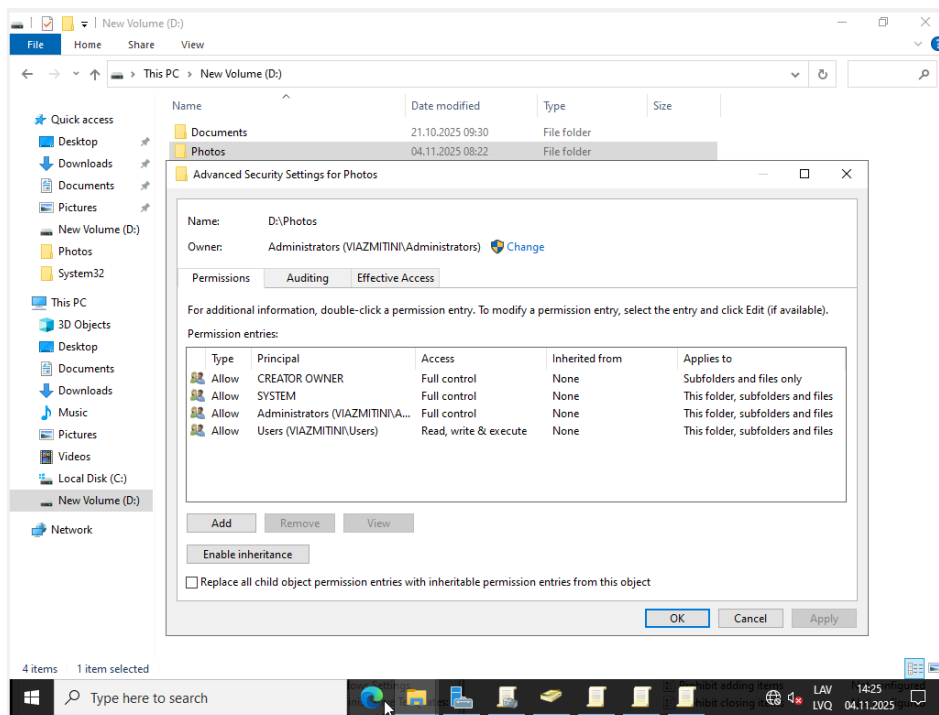 New Volume (D:)
File Home Share View
This PC > New Volume (D:)
Name Date modified Type Size
Quick access
Desktop
Downloads
Documents
Pictures
New Volume (D:)
Photos
System32
This PC
3D Objects
Desktop
Documents
Downloads
Music
Pictures
Videos
Local Disk (C:)
New Volume (D:)
Network
Documents 21.10.2025 09:30 File folder
Photos 04.11.2025 08:22 File folder
Advanced Security Settings for Photos
Name: D:\Photos
Owner: Administrators (VIAZMITINI\Administrators) Change
Permissions Auditing Effective Access
For additional information, double-click a permission entry. To modify a permission entry, select the entry and click Edit (if available).
Permission entries:
Type Principal Access Inherited from Applies to
Allow CREATOR OWNER Full control None Subfolders and files only
Allow SYSTEM Full control None This folder, subfolders and files
Allow Administrators (VIAZMITINI\A... Full control None This folder, subfolders and files
Allow Users (VIAZMITINI\Users) Read, write & execute None This folder, subfolders and files
Add Remove View
Enable inheritance
Replace all child object permission entries with inheritable permission entries from this object
OK Cancel Apply
4 items 1 item selected
Type here to search
LAV 14:25
LVQ 04.11.2025